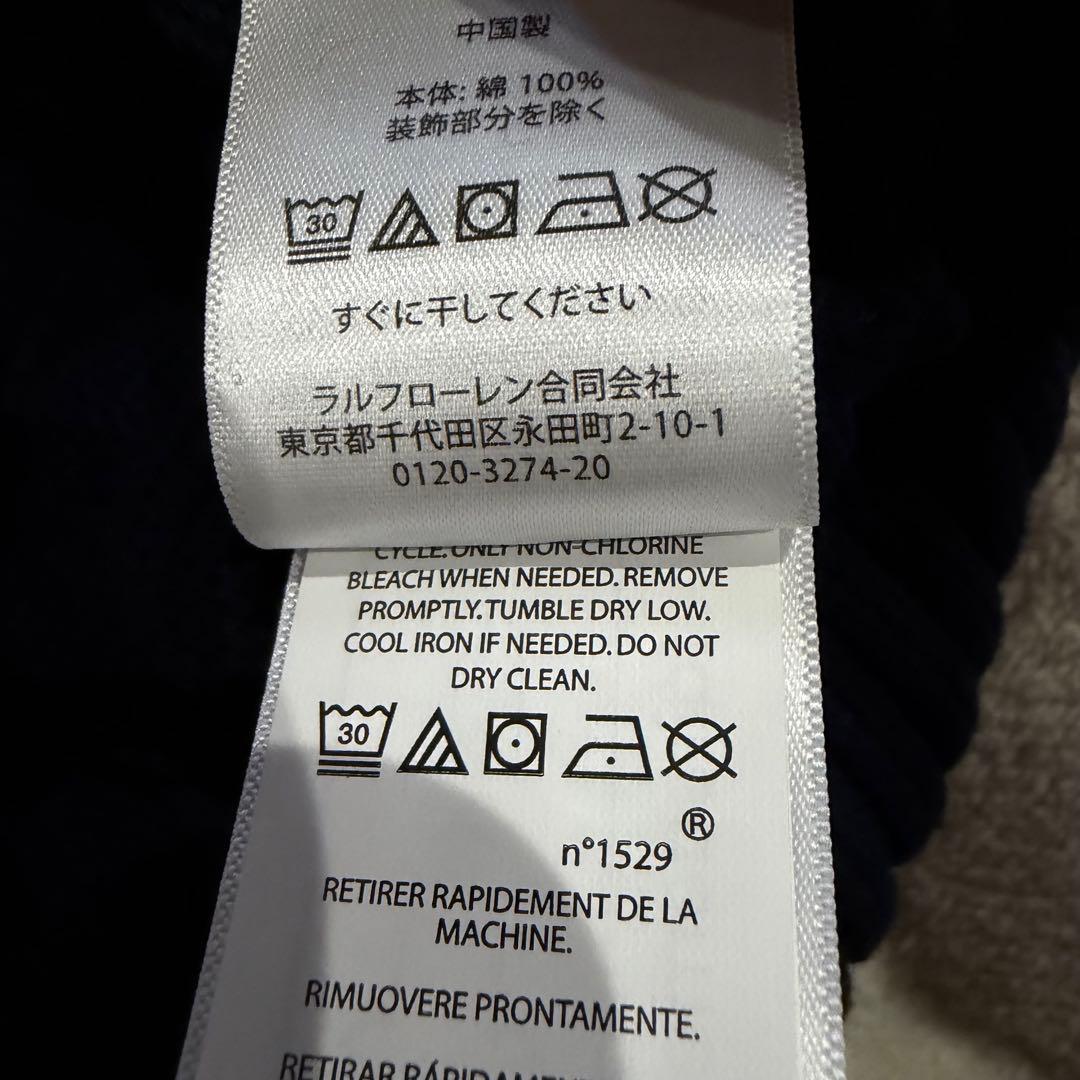 中国製
本体: 綿 100%
装飾部分を除く
30
すぐに干してください
ラルフローレン合同会社
東京都千代田区永田町2-10-1
0120-3274-20
CYCLE. ONLY NON-CHLORINE
BLEACH WHEN NEEDED. REMOVE
PROMPTLY. TUMBLE DRY LOW.
COOL IRON IF NEEDED. DO NOT
DRY CLEAN.
30
®
n°1529
RETIRER RAPIDEMENT DE LA
MACHINE.
RIMUOVERE PRONTAMENTE.
RETIRAR RÁPIDAMENTE